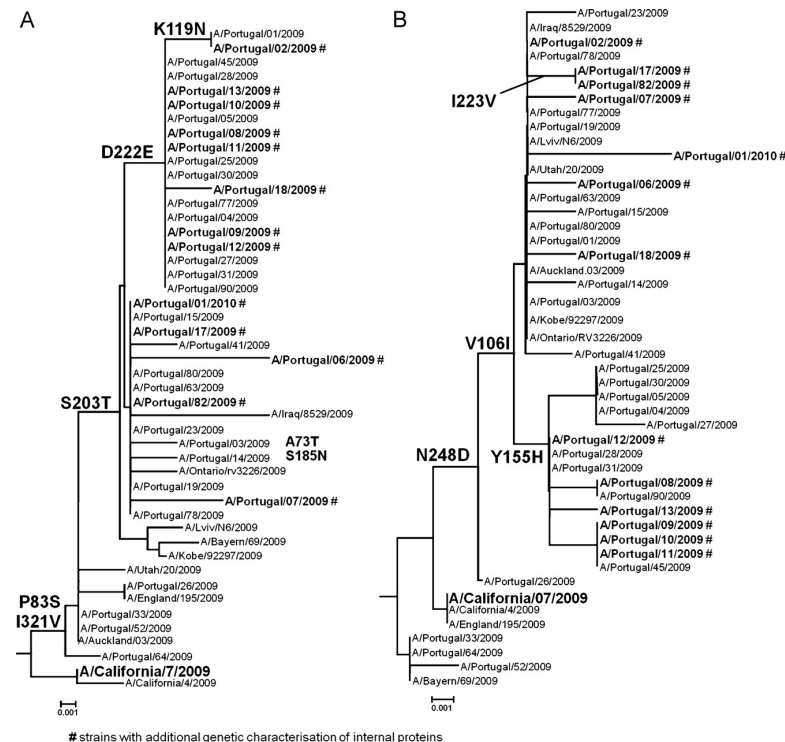 A
K119N
A/Portugal/01/2009
A/Portugal/02/2009 #
A/Portugal/45/2009
A/Portugal/28/2009
A/Portugal/13/2009 #
A/Portugal/10/2009 #
A/Portugal/05/2009
A/Portugal/08/2009 #
A/Portugal/11/2009 #
D222E
A/Portugal/25/2009
A/Portugal/30/2009
A/Portugal/18/2009 #
A/Portugal/77/2009
A/Portugal/04/2009
A/Portugal/09/2009 #
A/Portugal/12/2009 #
A/Portugal/27/2009
A/Portugal/31/2009
A/Portugal/90/2009
A/Portugal/01/2010 #
A/Portugal/15/2009
A/Portugal/17/2009 #
A/Portugal/41/2009
A/Portugal/06/2009 #
A/Portugal/80/2009
A/Portugal/63/2009
S203T
A/Portugal/82/2009 #
A/Iraq/8529/2009
A/Portugal/23/2009
A/Portugal/03/2009 A73T
A/Portugal/14/2009 S185N
A/Ontario/rv3226/2009
A/Portugal/19/2009
A/Portugal/07/2009 #
A/Portugal/78/2009
A/Lviv/N6/2009
A/Bayern/69/2009
A/Kobe/92297/2009
A/Utah/20/2009
A/Portugal/26/2009
A/England/195/2009
P83S
I321V
A/Portugal/33/2009
A/Portugal/52/2009
A/Auckland/03/2009
A/Portugal/64/2009
A/California/7/2009
A/California/4/2009
0.001
B
A/Portugal/23/2009
A/Iraq/8529/2009
A/Portugal/02/2009 #
A/Portugal/78/2009
A/Portugal/17/2009 #
A/Portugal/82/2009 #
I223V
A/Portugal/07/2009 #
A/Portugal/77/2009
A/Portugal/19/2009
A/Lviv/N6/2009
A/Portugal/01/2010 #
A/Utah/20/2009
A/Portugal/06/2009 #
A/Portugal/63/2009
A/Portugal/15/2009
A/Portugal/80/2009
A/Portugal/01/2009
A/Portugal/18/2009 #
A/Auckland.03/2009
A/Portugal/14/2009
A/Portugal/03/2009
A/Kobe/92297/2009
A/Ontario/RV3226/2009
V106I
A/Portugal/41/2009
A/Portugal/25/2009
A/Portugal/30/2009
A/Portugal/05/2009
A/Portugal/04/2009
A/Portugal/27/2009
A/Portugal/12/2009 #
N248D
Y155H
A/Portugal/28/2009
A/Portugal/31/2009
A/Portugal/08/2009 #
A/Portugal/90/2009
A/Portugal/13/2009 #
A/Portugal/09/2009 #
A/Portugal/10/2009 #
A/Portugal/11/2009 #
A/Portugal/45/2009
A/Portugal/26/2009
A/California/07/2009
A/California/4/2009
A/England/195/2009
A/Portugal/33/2009
A/Portugal/64/2009
A/Portugal/52/2009
A/Bayern/69/2009
0.001
# strains with additional genetic characterisation of internal proteins